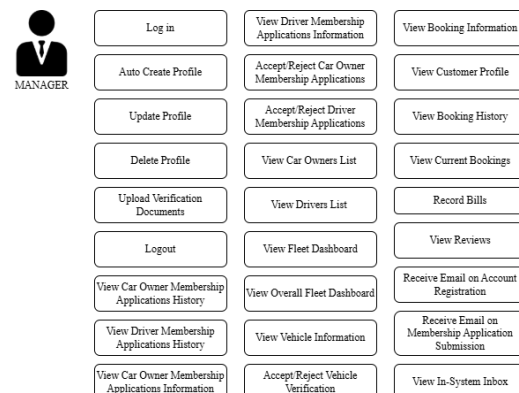 MANAGER
Log in
Auto Create Profile
Update Profile
Delete Profile
Upload Verification
Documents
Logout
View Car Owner Membership
Applications History
View Driver Membership
Applications History
View Car Owner Membership
Applications Information
View Driver Membership
Applications Information
Accept/Reject Car Owner
Membership Applications
Accept/Reject Driver
Membership Applications
View Car Owners List
View Drivers List
View Fleet Dashboard
View Overall Fleet Dashboard
View Vehicle Information
Accept/Reject Vehicle
Verification
View Booking Information
View Customer Profile
View Booking History
View Current Bookings
Record Bills
View Reviews
Receive Email on Account
Registration
Receive Email on
Membership Application
Submission
View In-System Inbox